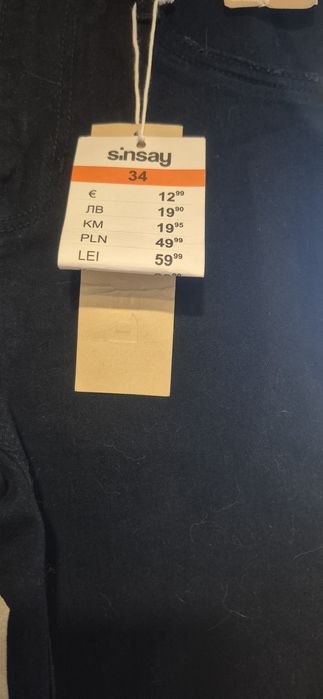 sinsay
34
€ 12⁹⁹
ЛВ 19⁹⁰
KM 19⁹⁵
PLN 49⁹⁹
LEI 59⁹⁹